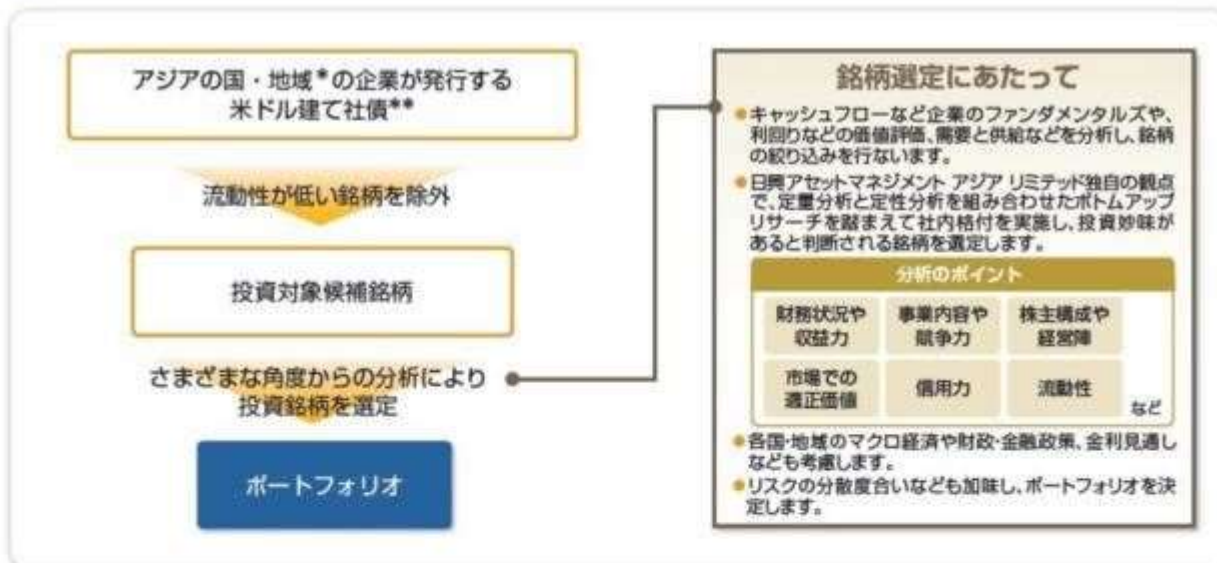 アジアの国・地域*の企業が発行する
米ドル建て社債**
流動性が低い銘柄を除外
投資対象候補銘柄
さまざまな角度からの分析により
投資銘柄を選定
ポートフォリオ
銘柄選定にあたって
●キャッシュフローなど企業のファンダメンタルズや、
利回りなどの価値評価、需要と供給などを分析し、銘柄
の絞り込みを行ないます。
●日興アセットマネジメント アジア リミテッド独自の観点
で、定量分析と定性分析を組み合わせたボトムアップ
リサーチを踏まえて社内格付を実施し、投資妙味が
あると判断される銘柄を選定します。
分析のポイント
財務状況や
収益力
事業内容や
競争力
株主構成や
経営陣
市場での
適正価値
信用力
流動性
など
●各国・地域のマクロ経済や財政・金融政策、金利見通し
なども考慮します。
●リスクの分散度合いなども加味し、ポートフォリオを決
定します。